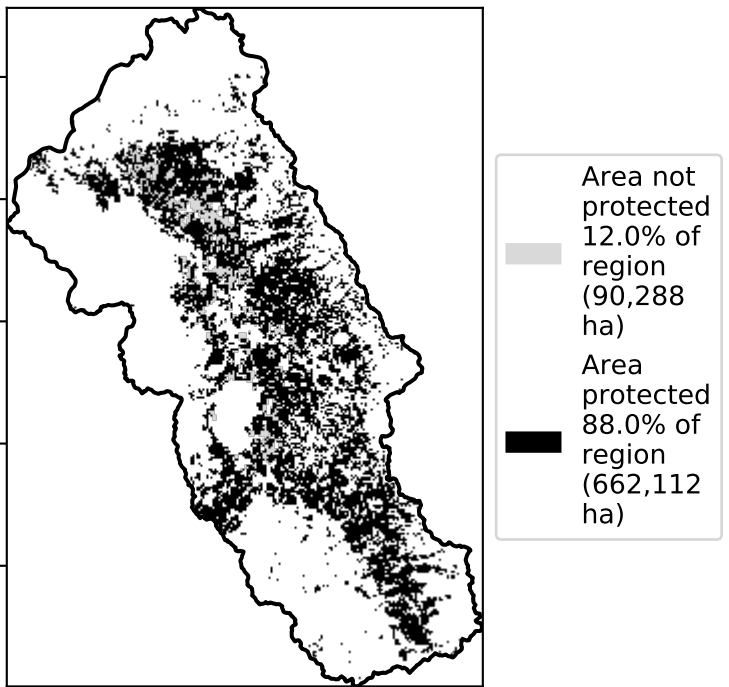 Area not
protected
12.0% of
region
(90,288
ha)
Area
protected
88.0% of
region
(662,112
ha)